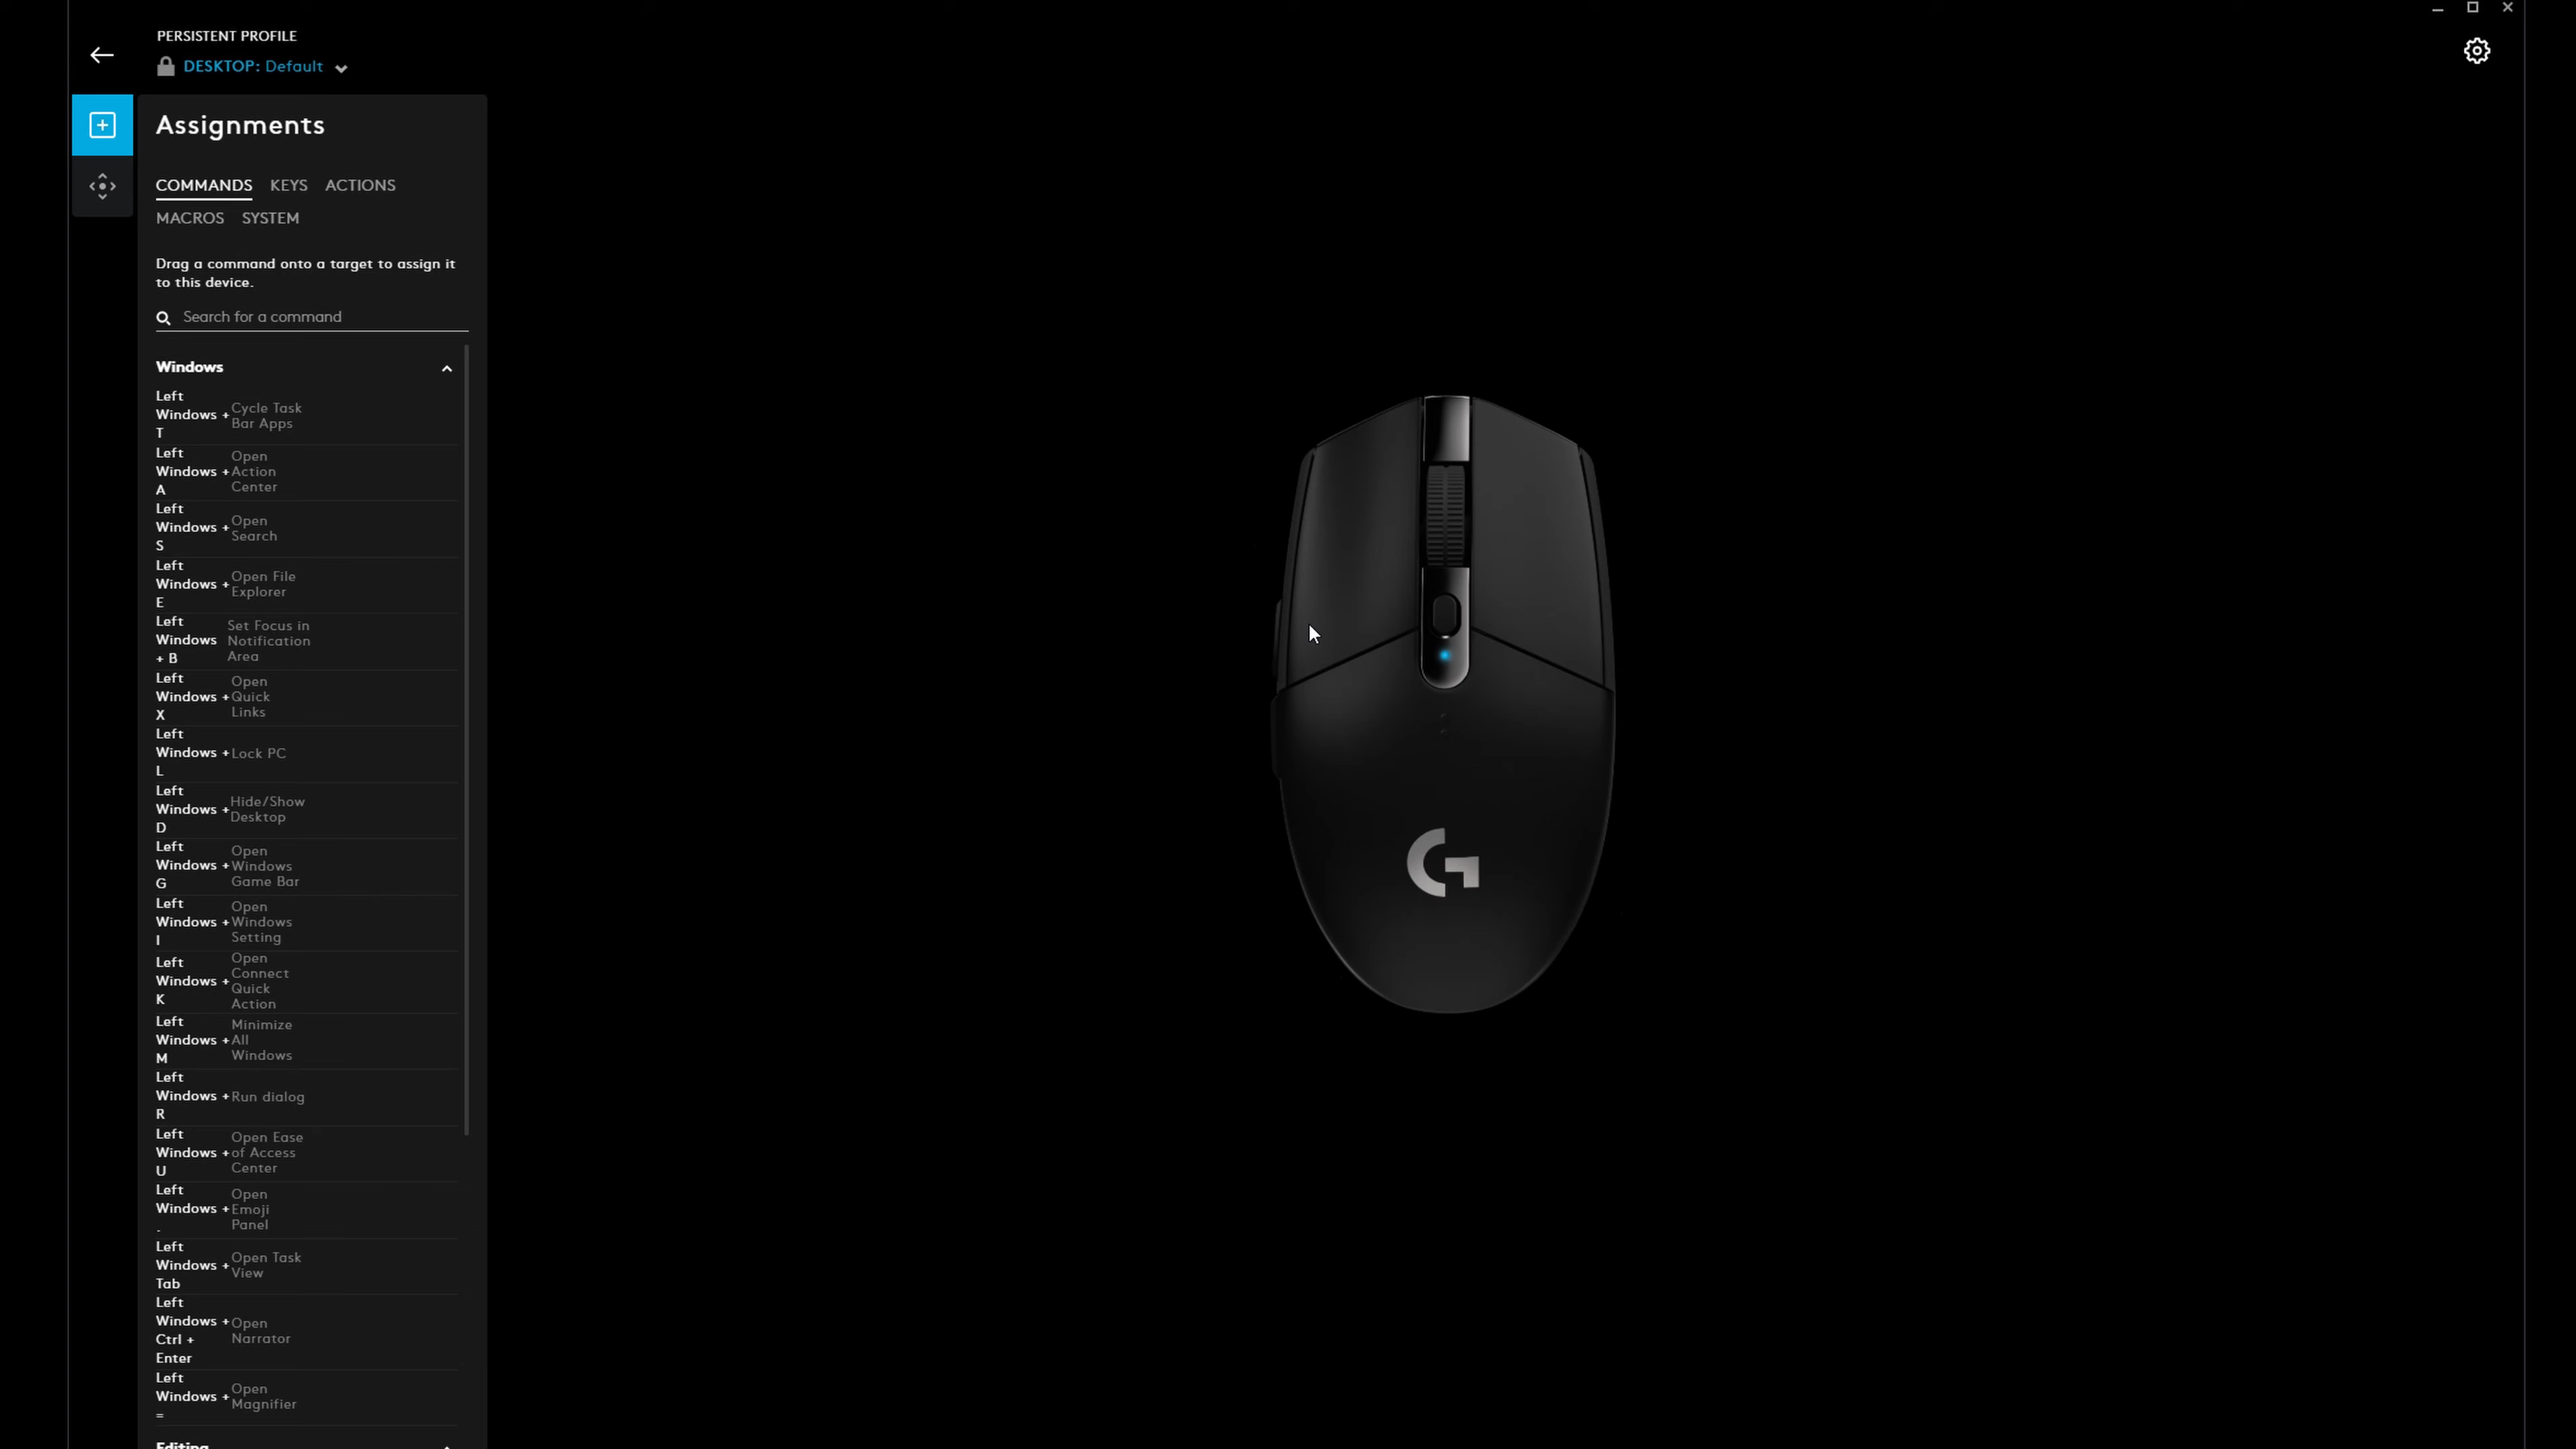 PERSISTENT PROFILE
DESKTOP: Default
Assignments
COMMANDS KEYS ACTIONS
MACROS SYSTEM
Drag a command onto a target to assign it
to this device.
Search for a command
Windows
Left
Windows +
T
Cycle Task
Bar Apps
Left
Windows +
A
Open
Action
Center
Left
Windows +
S
Open
Search
Left
Windows +
E
Open File
Explorer
Left
Windows
+ B
Set Focus in
Notification
Area
Left
Windows +
X
Open
Quick
Links
Left
Windows +
L
Lock PC
Left
Windows +
D
Hide/Show
Desktop
Left
Windows +
G
Open
Windows
Game Bar
Left
Windows +
I
Open
Windows
Setting
Left
Windows +
K
Open
Connect
Quick
Action
Left
Windows +
M
Minimize
All
Windows
Left
Windows +
R
Run dialog
Left
Windows +
U
Open Ease
of Access
Center
Left
Windows +
.
Open
Emoji
Panel
Left
Windows +
Tab
Open Task
View
Left
Windows +
Ctrl +
Enter
Open
Narrator
Left
Windows +
=
Open
Magnifier
Editing
G